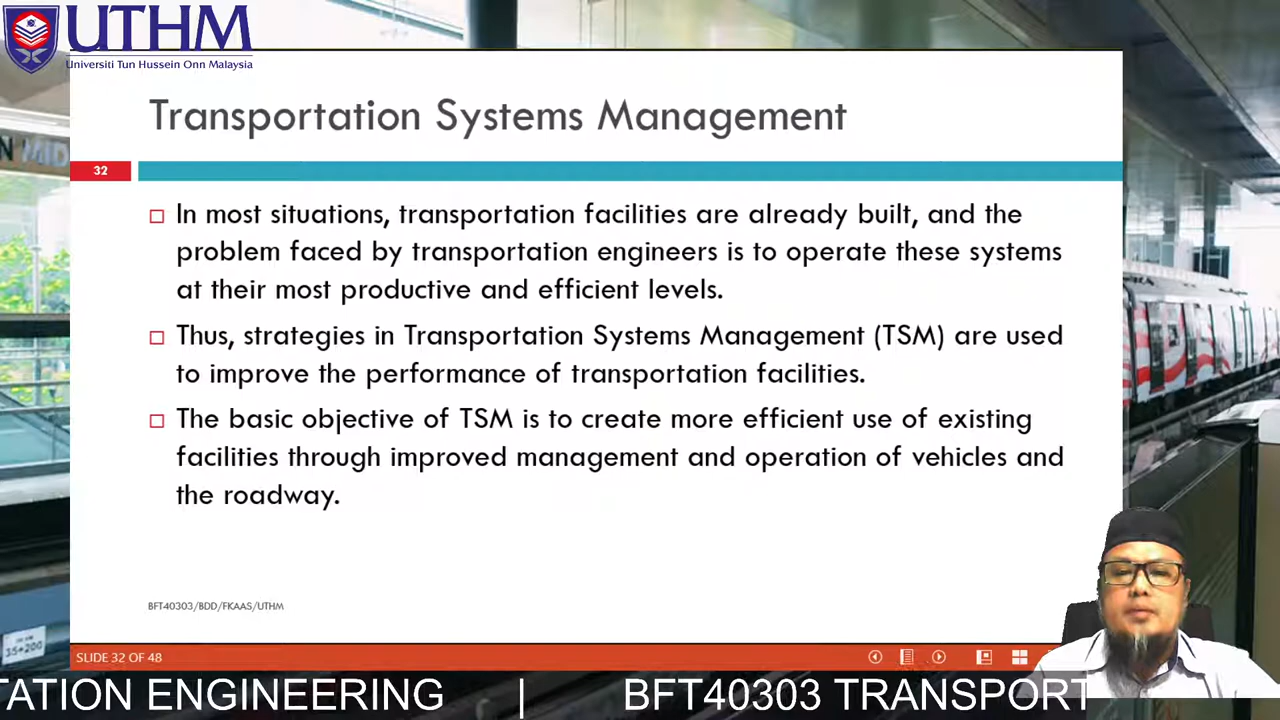 UTHM
Universiti Tun Hussein Onn Malaysia
N MID
Transportation Systems Management
32
In most situations, transportation facilities are already built, and the
problem faced by transportation engineers is to operate these systems
at their most productive and efficient levels.
Thus, strategies in Transportation Systems Management (TSM) are used
to improve the performance of transportation facilities.
The basic objective of TSM is to create more efficient use of existing
facilities through improved management and operation of vehicles and
the roadway.
BFT40303/BDD/FKAAS/UTHM
35+200
SLIDE 32 OF 48
TATION ENGINEERING | BFT40303 TRANSPORT